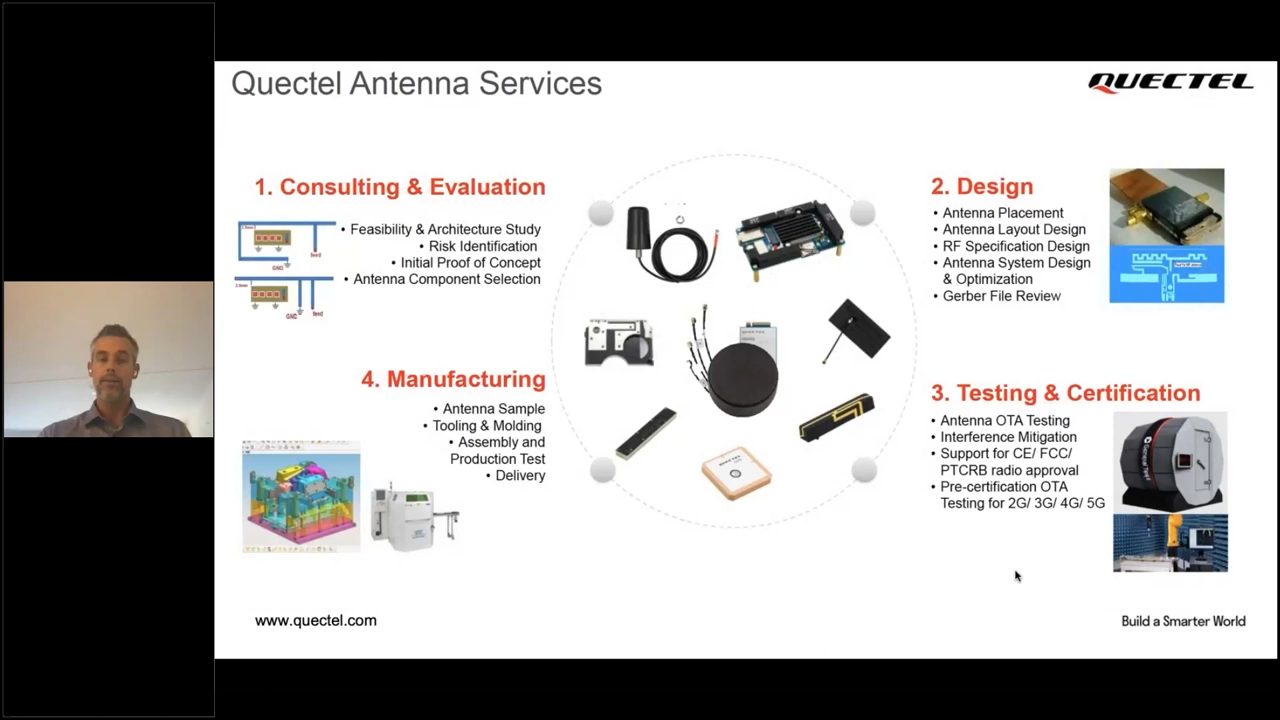 Quectel Antenna Services
QUECTEL
1. Consulting & Evaluation
• Feasibility & Architecture Study
• Risk Identification
• Initial Proof of Concept
• Antenna Component Selection
GND
feed
GND
feed
2. Design
• Antenna Placement
• Antenna Layout Design
• RF Specification Design
• Antenna System Design
& Optimization
• Gerber File Review
4. Manufacturing
• Antenna Sample
• Tooling & Molding
• Assembly and
Production Test
• Delivery
3. Testing & Certification
• Antenna OTA Testing
• Interference Mitigation
• Support for CE/ FCC/
PTCRB radio approval
• Pre-certification OTA
Testing for 2G/ 3G/ 4G/ 5G
www.quectel.com
Build a Smarter World